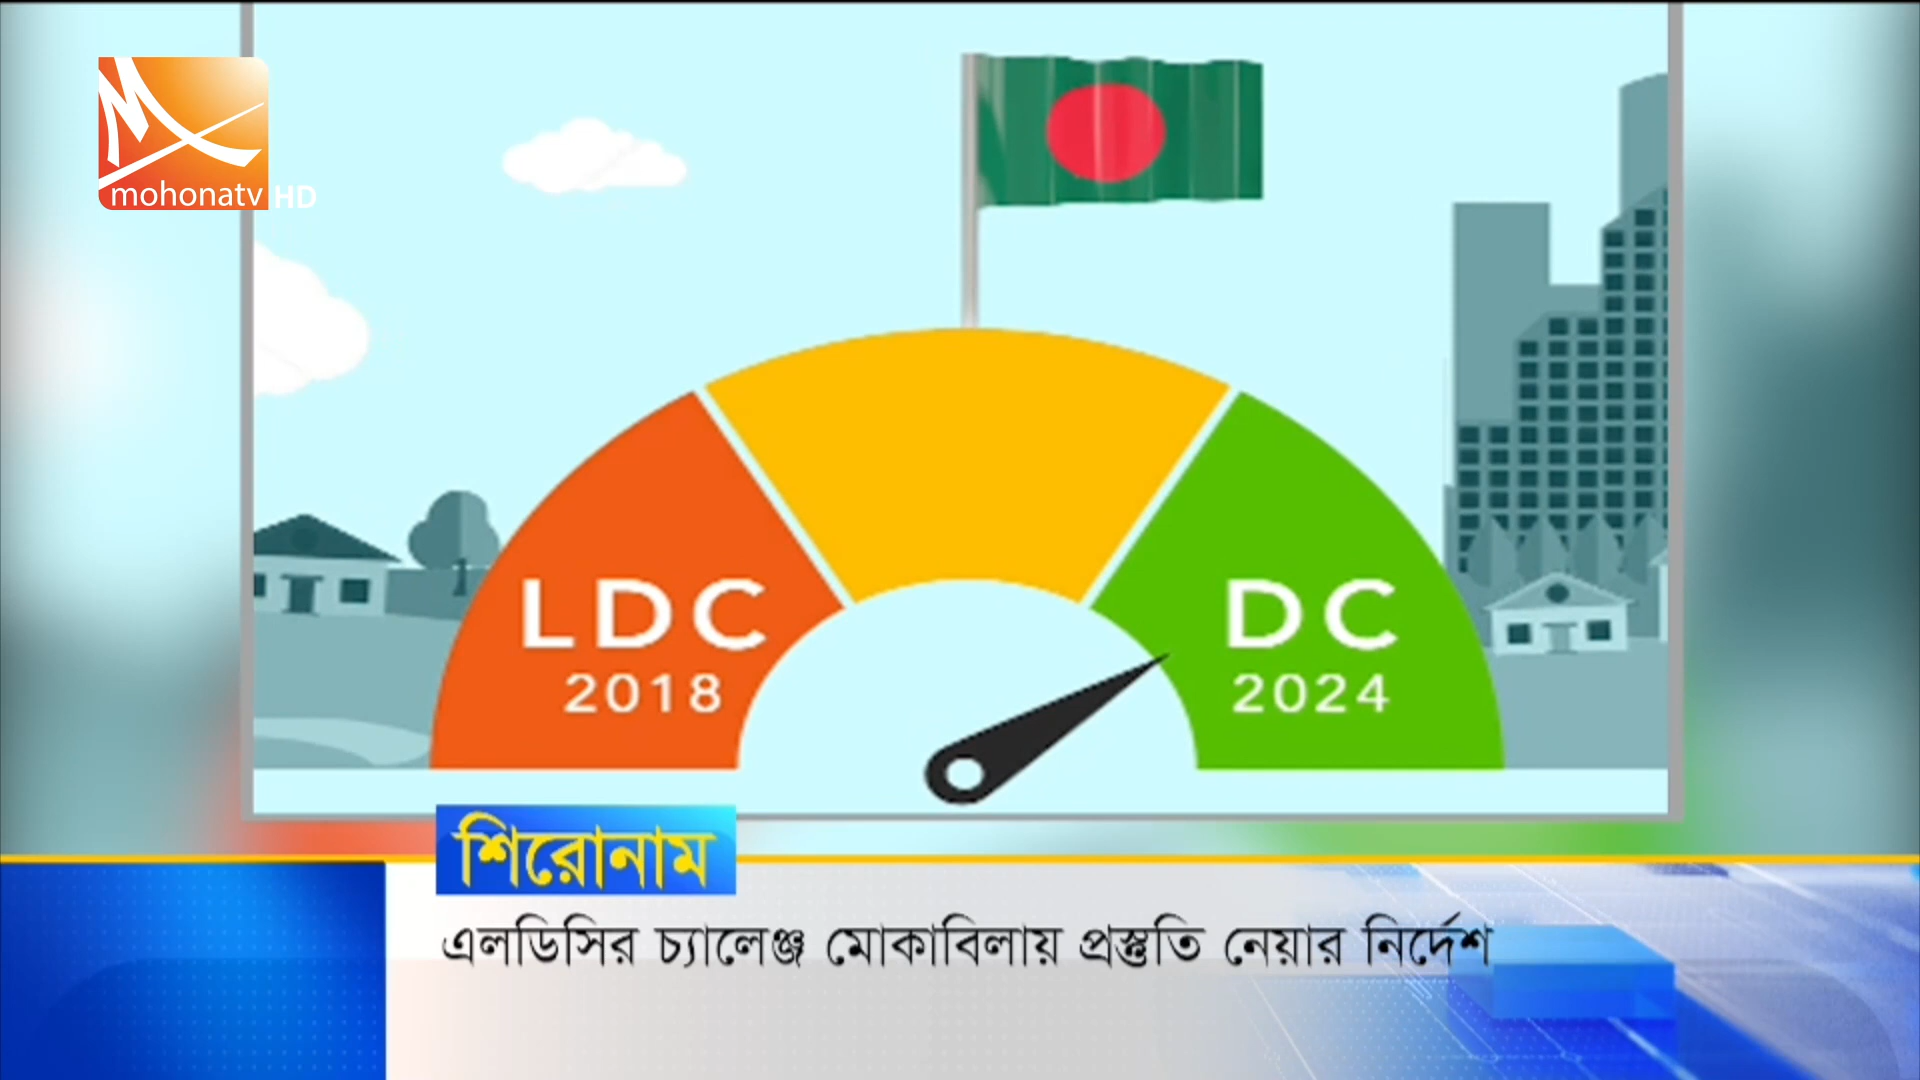 mohonatv HD
LDC
2018
DC
2024
শিরোনাম
এলডিসির চ্যালেঞ্জ মোকাবিলায় প্রস্তুতি নেয়ার নির্দেশ